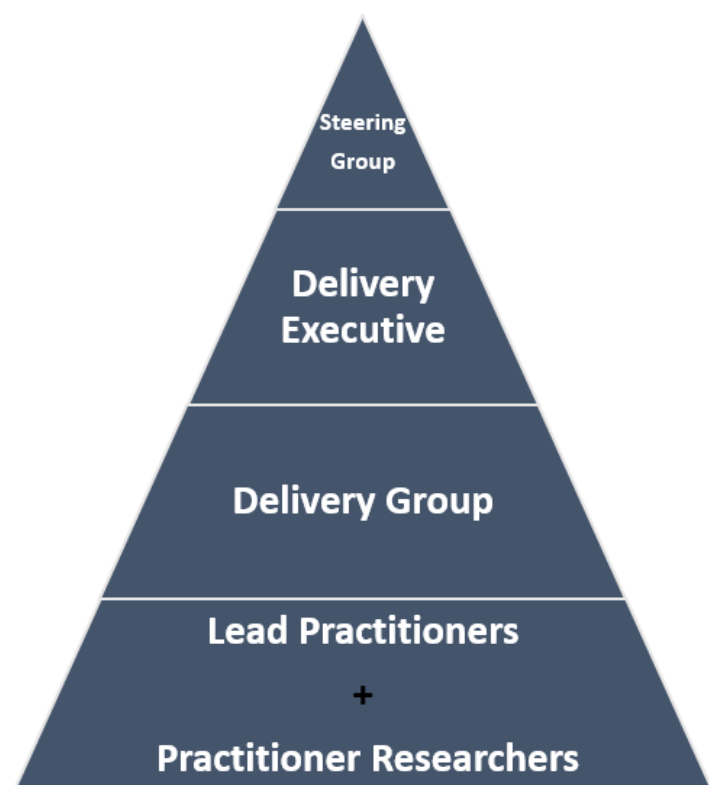 Steering
Group
Delivery
Executive
Delivery Group
Lead Practitioners
+
Practitioner Researchers